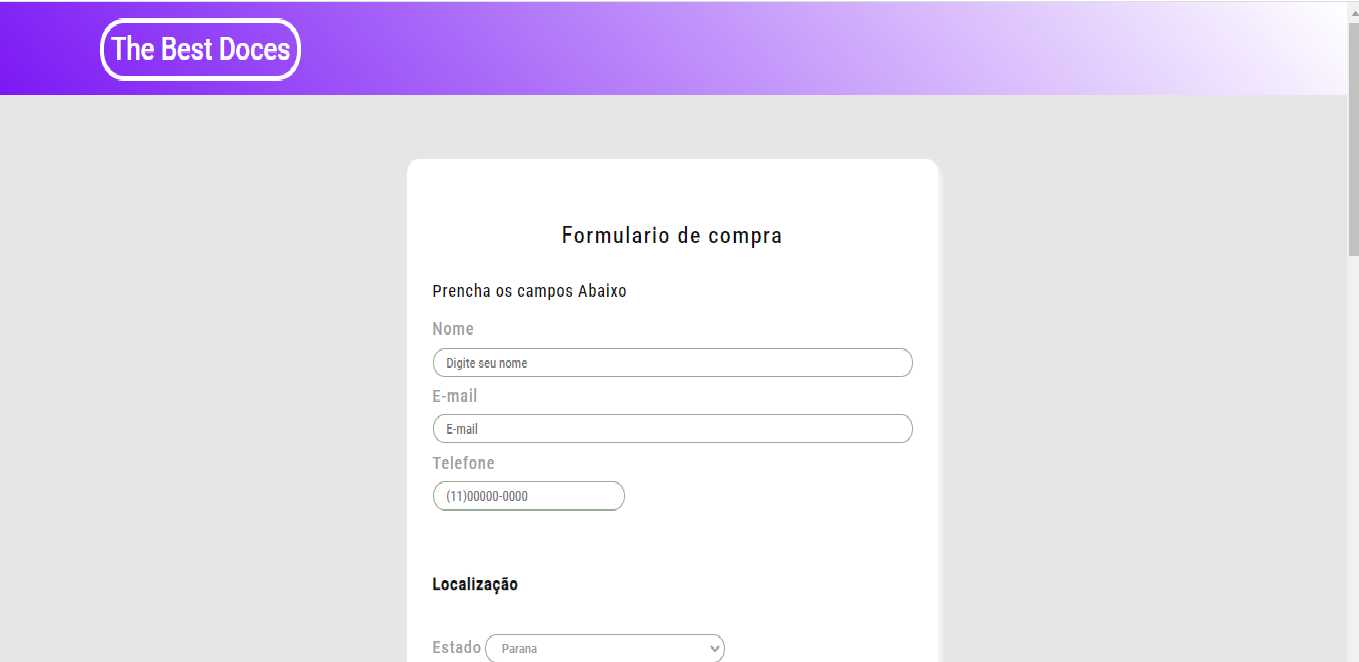 The Best Doces
Formulario de compra
Prencha os campos Abaixo
Nome
Digite seu nome
E-mail
E-mail
Telefone
(11)00000-0000
Localização
Estado Parana